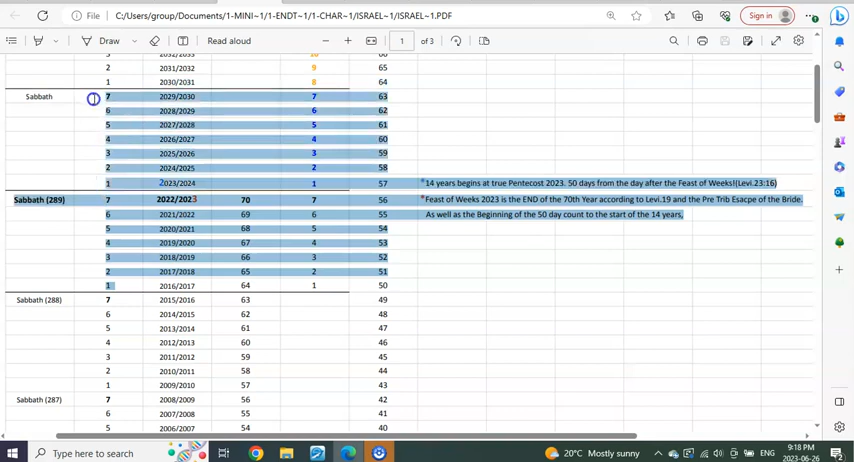 File C:/Users/group/Documents/1-MINI~1/1-ENDT~1/1-CHAR~1/ISRAEL~1/ISRAEL~1.PDF Sign in
Draw Read aloud 1 of 3
3 2032/2033 10 66
2 2031/2032 9 65
1 2030/2031 8 64
Sabbath 7 2029/2030 7 63
6 2028/2029 6 62
5 2027/2028 5 61
4 2026/2027 4 60
3 2025/2026 3 59
2 2024/2025 2 58
1 2023/2024 1 57 *14 years begins at true Pentecost 2023. 50 days from the day after the Feast of Weeks!(Levi.23:16)
Sabbath (289) 7 2022/2023 70 7 56 *Feast of Weeks 2023 is the END of the 70th Year according to Levi.19 and the Pre Trib Esacpe of the Bride.
6 2021/2022 69 6 55 As well as the Beginning of the 50 day count to the start of the 14 years,
5 2020/2021 68 5 54
4 2019/2020 67 4 53
3 2018/2019 66 3 52
2 2017/2018 65 2 51
1 2016/2017 64 1 50
Sabbath (288) 7 2015/2016 63 49
6 2014/2015 62 48
5 2013/2014 61 47
4 2012/2013 60 46
3 2011/2012 59 45
2 2010/2011 58 44
1 2009/2010 57 43
Sabbath (287) 7 2008/2009 56 42
6 2007/2008 55 41
5 2006/2007 54 40
Type here to search 20°C Mostly sunny ENG 9:18 PM
2023-06-26